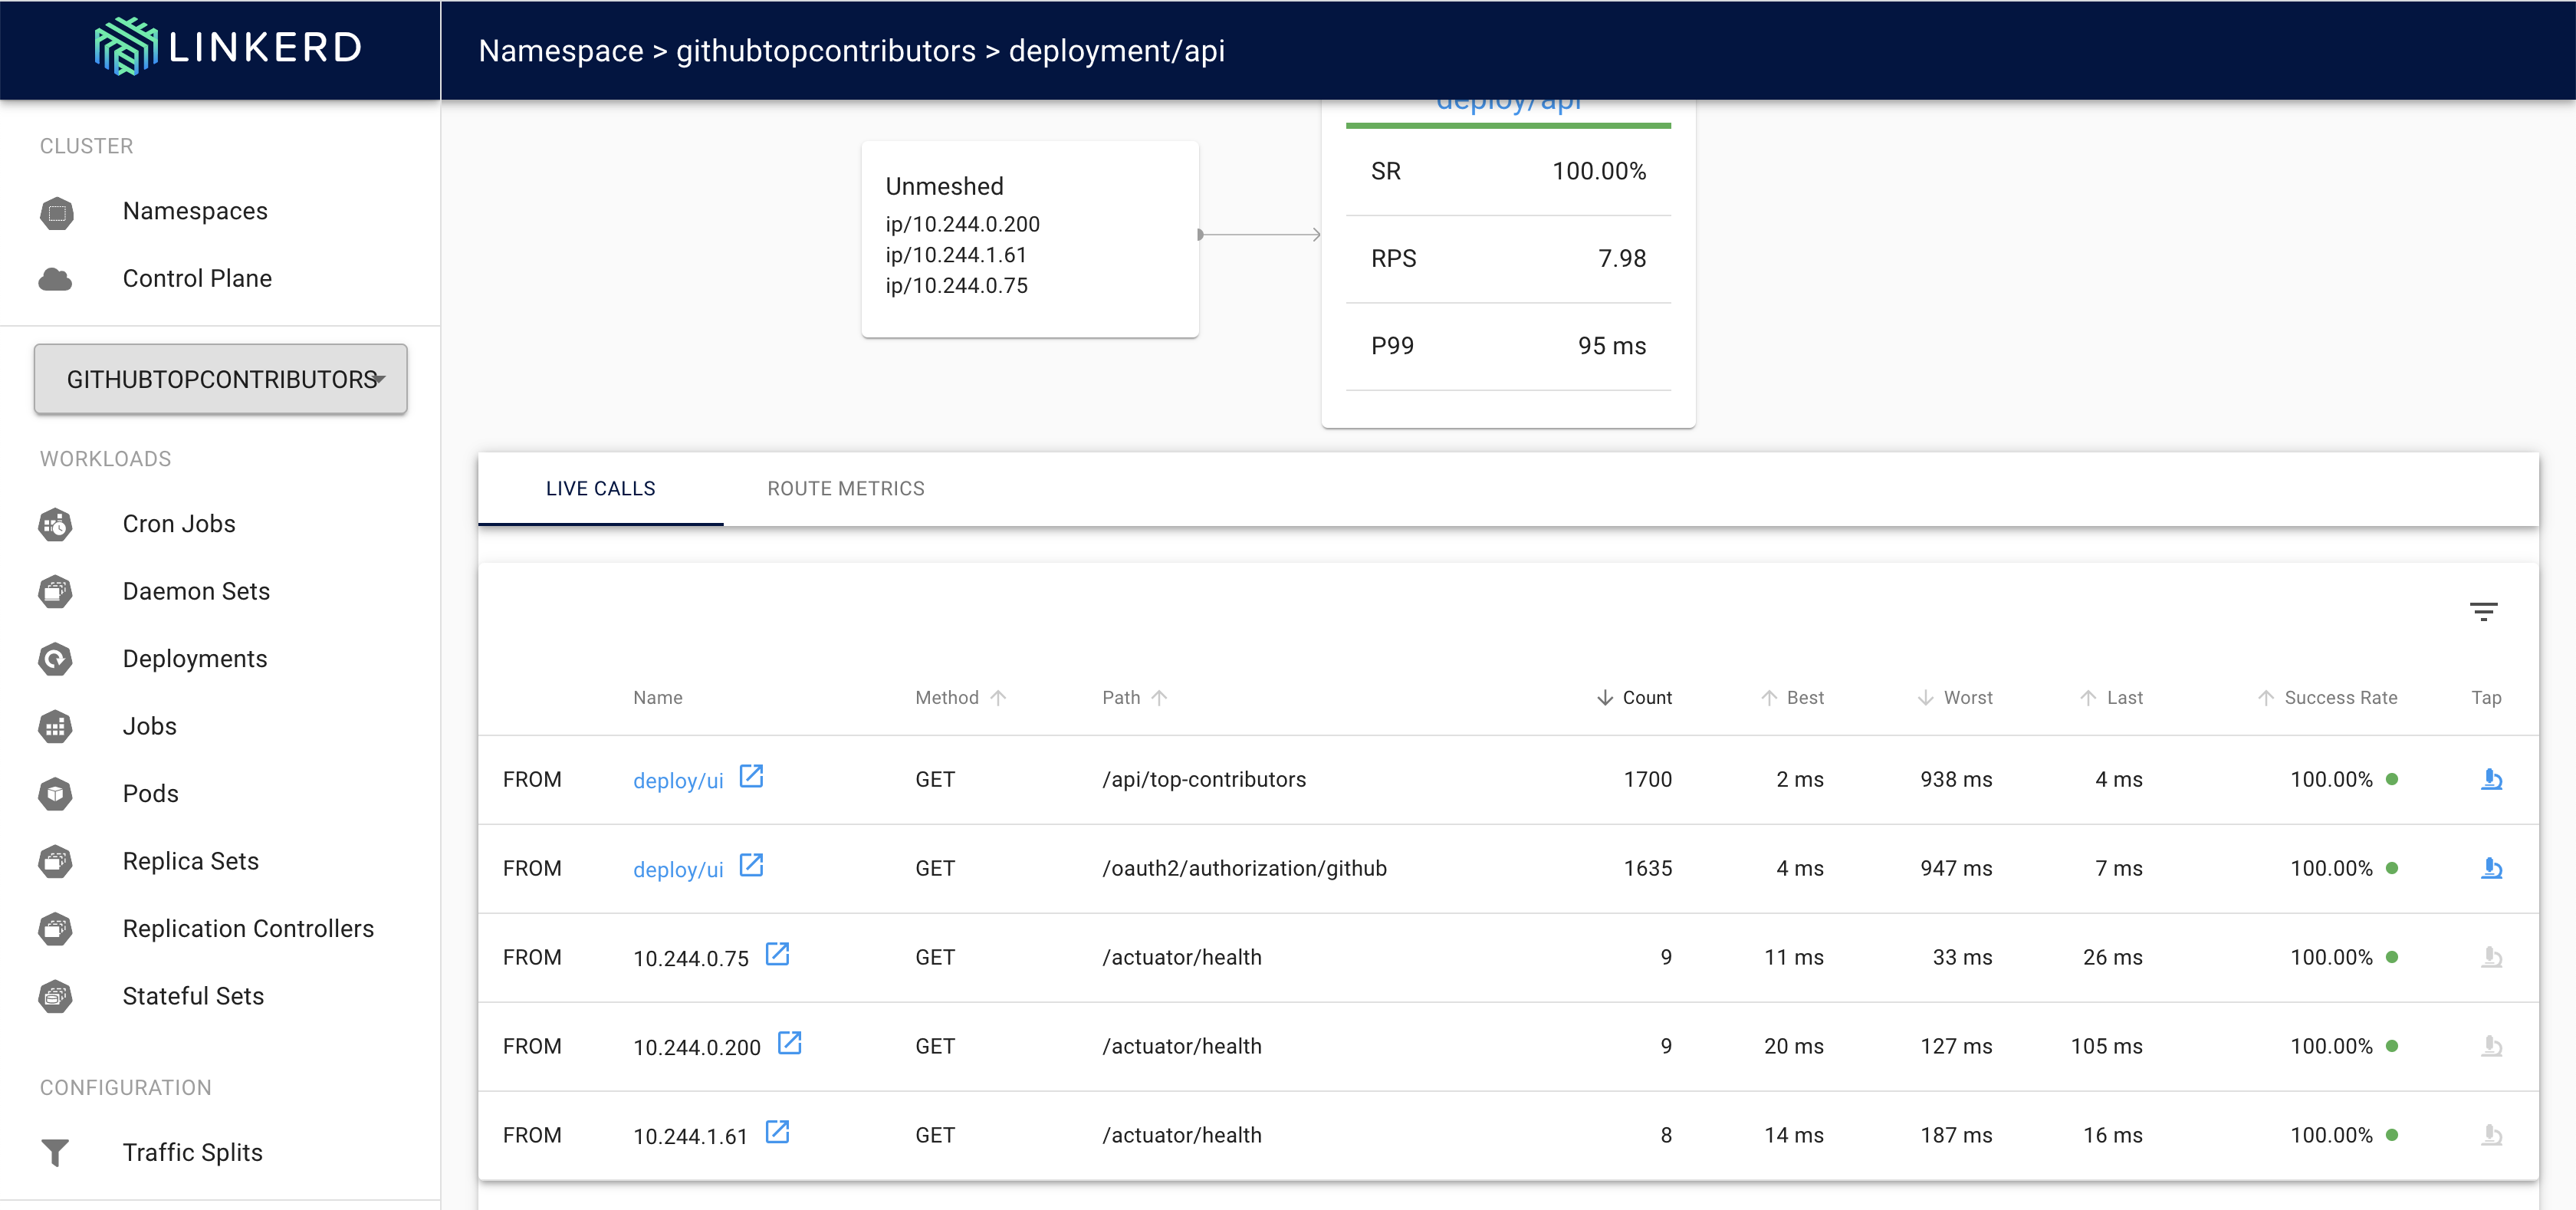 LINKERD
Namespace > githubtopcontributors > deployment/api
CLUSTER
Namespaces
Control Plane
GITHUBTOPCONTRIBUTORS
WORKLOADS
Cron Jobs
Daemon Sets
Deployments
Jobs
Pods
Replica Sets
Replication Controllers
Stateful Sets
CONFIGURATION
Traffic Splits
Unmeshed
ip/10.244.0.200
ip/10.244.1.61
ip/10.244.0.75
deploy/api
SR 100.00%
RPS 7.98
P99 95 ms
LIVE CALLS ROUTE METRICS
Name Method Path Count Best Worst Last Success Rate Tap
FROM deploy/ui GET /api/top-contributors 1700 2 ms 938 ms 4 ms 100.00%
FROM deploy/ui GET /oauth2/authorization/github 1635 4 ms 947 ms 7 ms 100.00%
FROM 10.244.0.75 GET /actuator/health 9 11 ms 33 ms 26 ms 100.00%
FROM 10.244.0.200 GET /actuator/health 9 20 ms 127 ms 105 ms 100.00%
FROM 10.244.1.61 GET /actuator/health 8 14 ms 187 ms 16 ms 100.00%